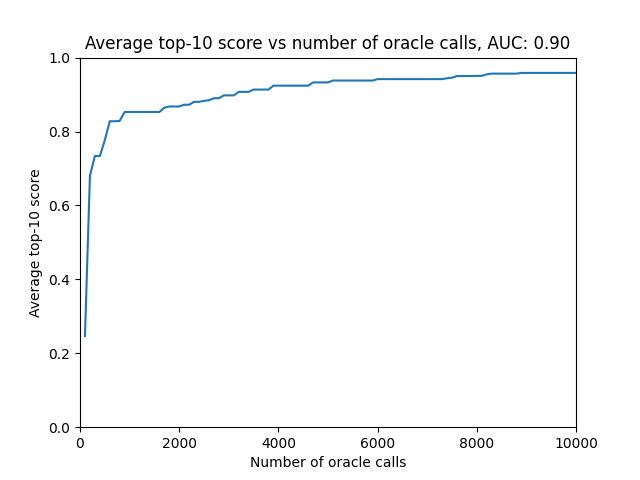 Average top-10 score vs number of oracle calls, AUC: 0.90
1.0
0.8
0.6
0.4
0.2
0.0
Average top-10 score
0 2000 4000 6000 8000 10000
Number of oracle calls